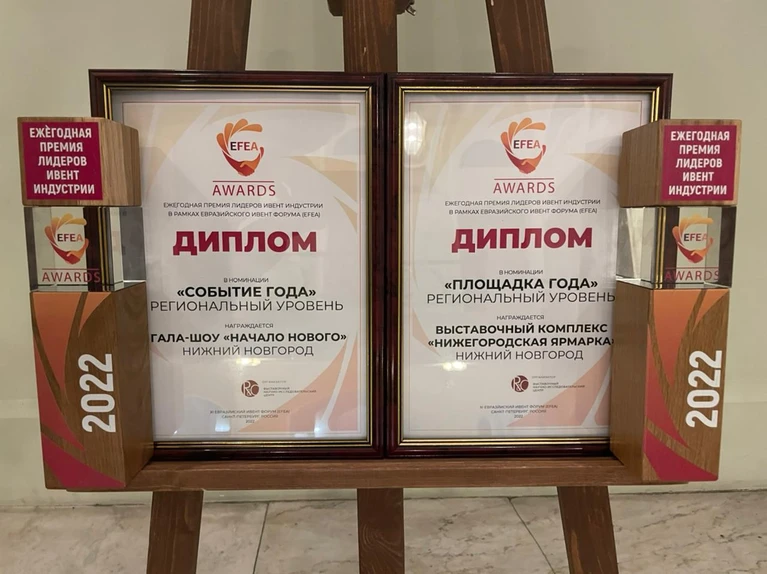 ЕЖЕГОДНАЯ
ПРЕМИЯ
ЛИДЕРОВ
ИВЕНТ
ИНДУСТРИИ
EFEA
AWARDS
2022
EFEA
AWARDS
ЕЖЕГОДНАЯ ПРЕМИЯ ЛИДЕРОВ ИВЕНТ ИНДУСТРИИ
В РАМКАХ ЕВРАЗИЙСКОГО ИВЕНТ ФОРУМА (EFEA)
ДИПЛОМ
В НОМИНАЦИИ
«СОБЫТИЕ ГОДА»
РЕГИОНАЛЬНЫЙ УРОВЕНЬ
НАГРАЖДАЕТСЯ
ГАЛА-ШОУ «НАЧАЛО НОВОГО»
НИЖНИЙ НОВГОРОД
EFEA
AWARDS
ЕЖЕГОДНАЯ ПРЕМИЯ ЛИДЕРОВ ИВЕНТ ИНДУСТРИИ
В РАМКАХ ЕВРАЗИЙСКОГО ИВЕНТ ФОРУМА (EFEA)
ДИПЛОМ
В НОМИНАЦИИ
«ПЛОЩАДКА ГОДА»
РЕГИОНАЛЬНЫЙ УРОВЕНЬ
НАГРАЖДАЕТСЯ
ВЫСТАВОЧНЫЙ КОМПЛЕКС
«НИЖЕГОРОДСКАЯ ЯРМАРКА»
НИЖНИЙ НОВГОРОД
ЕЖЕГОДНАЯ
ПРЕМИЯ
ЛИДЕРОВ
ИВЕНТ
ИНДУСТРИИ
EFEA
AWARDS
2022